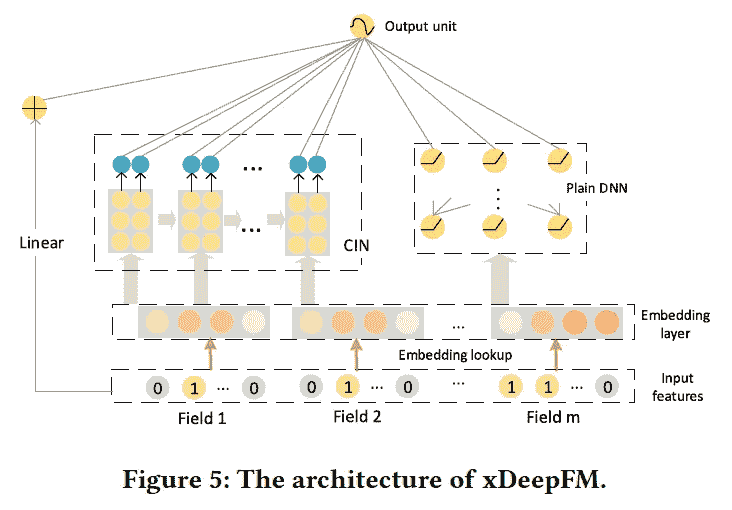 Output unit
...
Plain DNN
...
Linear
...
CIN
Embedding
layer
...
Embedding lookup
0 1 ... 0 0 1 ... 0 ... 1 1 ... 0
Input
features
Field 1 Field 2 Field m
Figure 5: The architecture of xDeepFM.